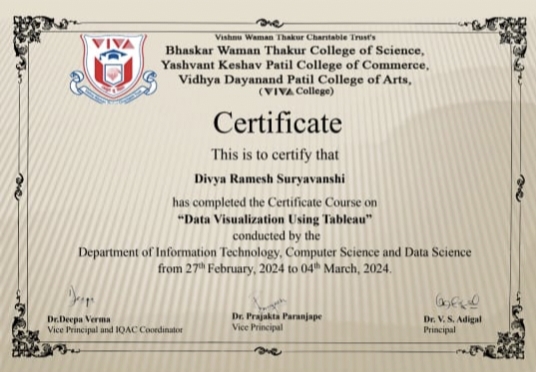 VIVA
Vishnu Waman Thakur Charitable Trust's
Bhaskar Waman Thakur College of Science,
Yashvant Keshav Patil College of Commerce,
Vidhya Dayanand Patil College of Arts,
(VIVA College)
Certificate
This is to certify that
Divya Ramesh Suryavanshi
has completed the Certificate Course on
“Data Visualization Using Tableau”
conducted by the
Department of Information Technology, Computer Science and Data Science
from 27th February, 2024 to 04th March, 2024.
Dr.Deepa Verma
Vice Principal and IQAC Coordinator
Dr. Prajakta Paranjape
Vice Principal
Dr. V. S. Adigal
Principal